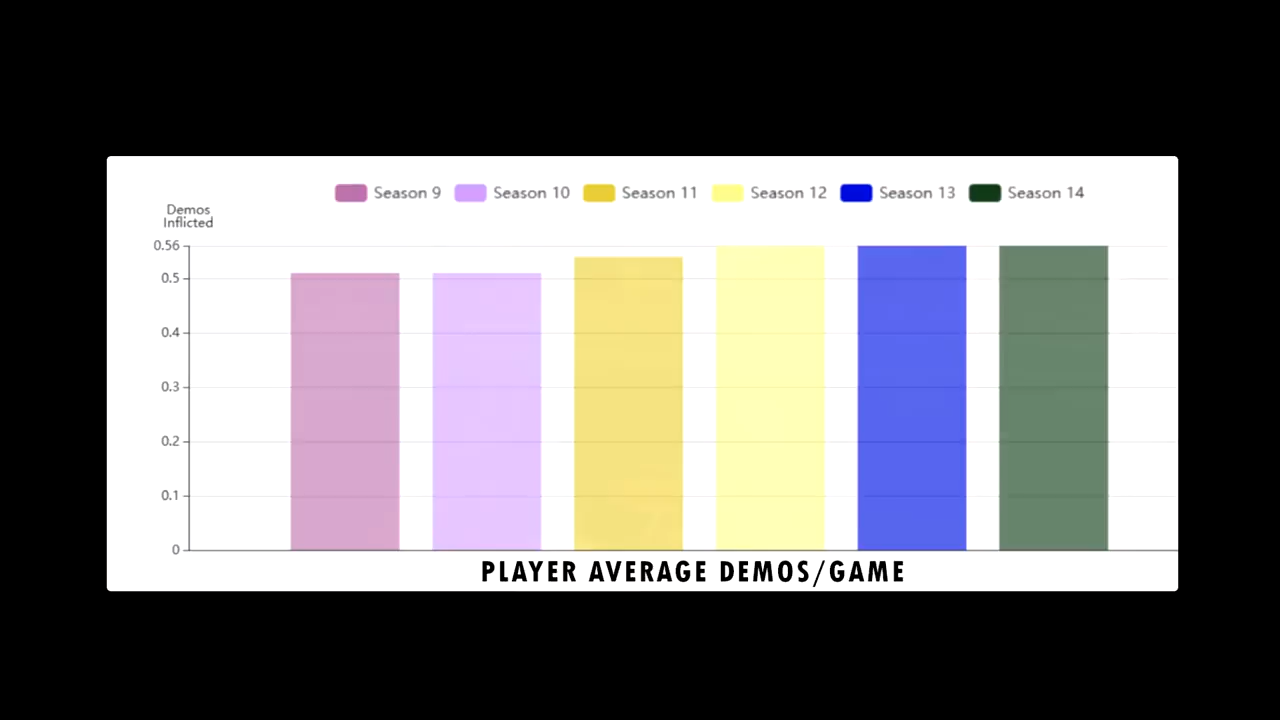 Season 9 Season 10 Season 11 Season 12 Season 13 Season 14
Demos
Inflicted
0.56
0.5
0.4
0.3
0.2
0.1
0
PLAYER AVERAGE DEMOS/GAME